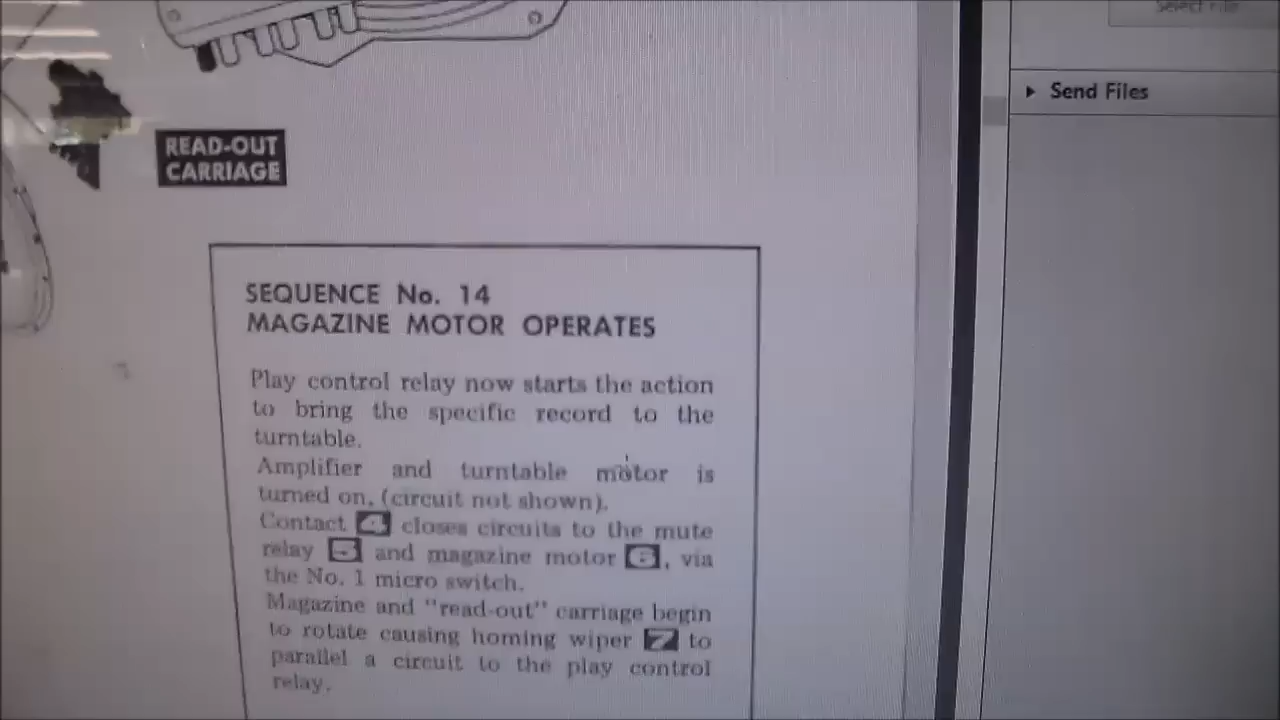 Select File
Send Files
READ-OUT
CARRIAGE
SEQUENCE No. 14
MAGAZINE MOTOR OPERATES
Play control relay now starts the action
to bring the specific record to the
turntable.
Amplifier and turntable motor is
turned on, (circuit not shown).
Contact 4 closes circuits to the mute
relay 5 and magazine motor 6, via
the No. 1 micro switch.
Magazine and "read-out" carriage begin
to rotate causing homing wiper 7 to
parallel a circuit to the play control
relay.